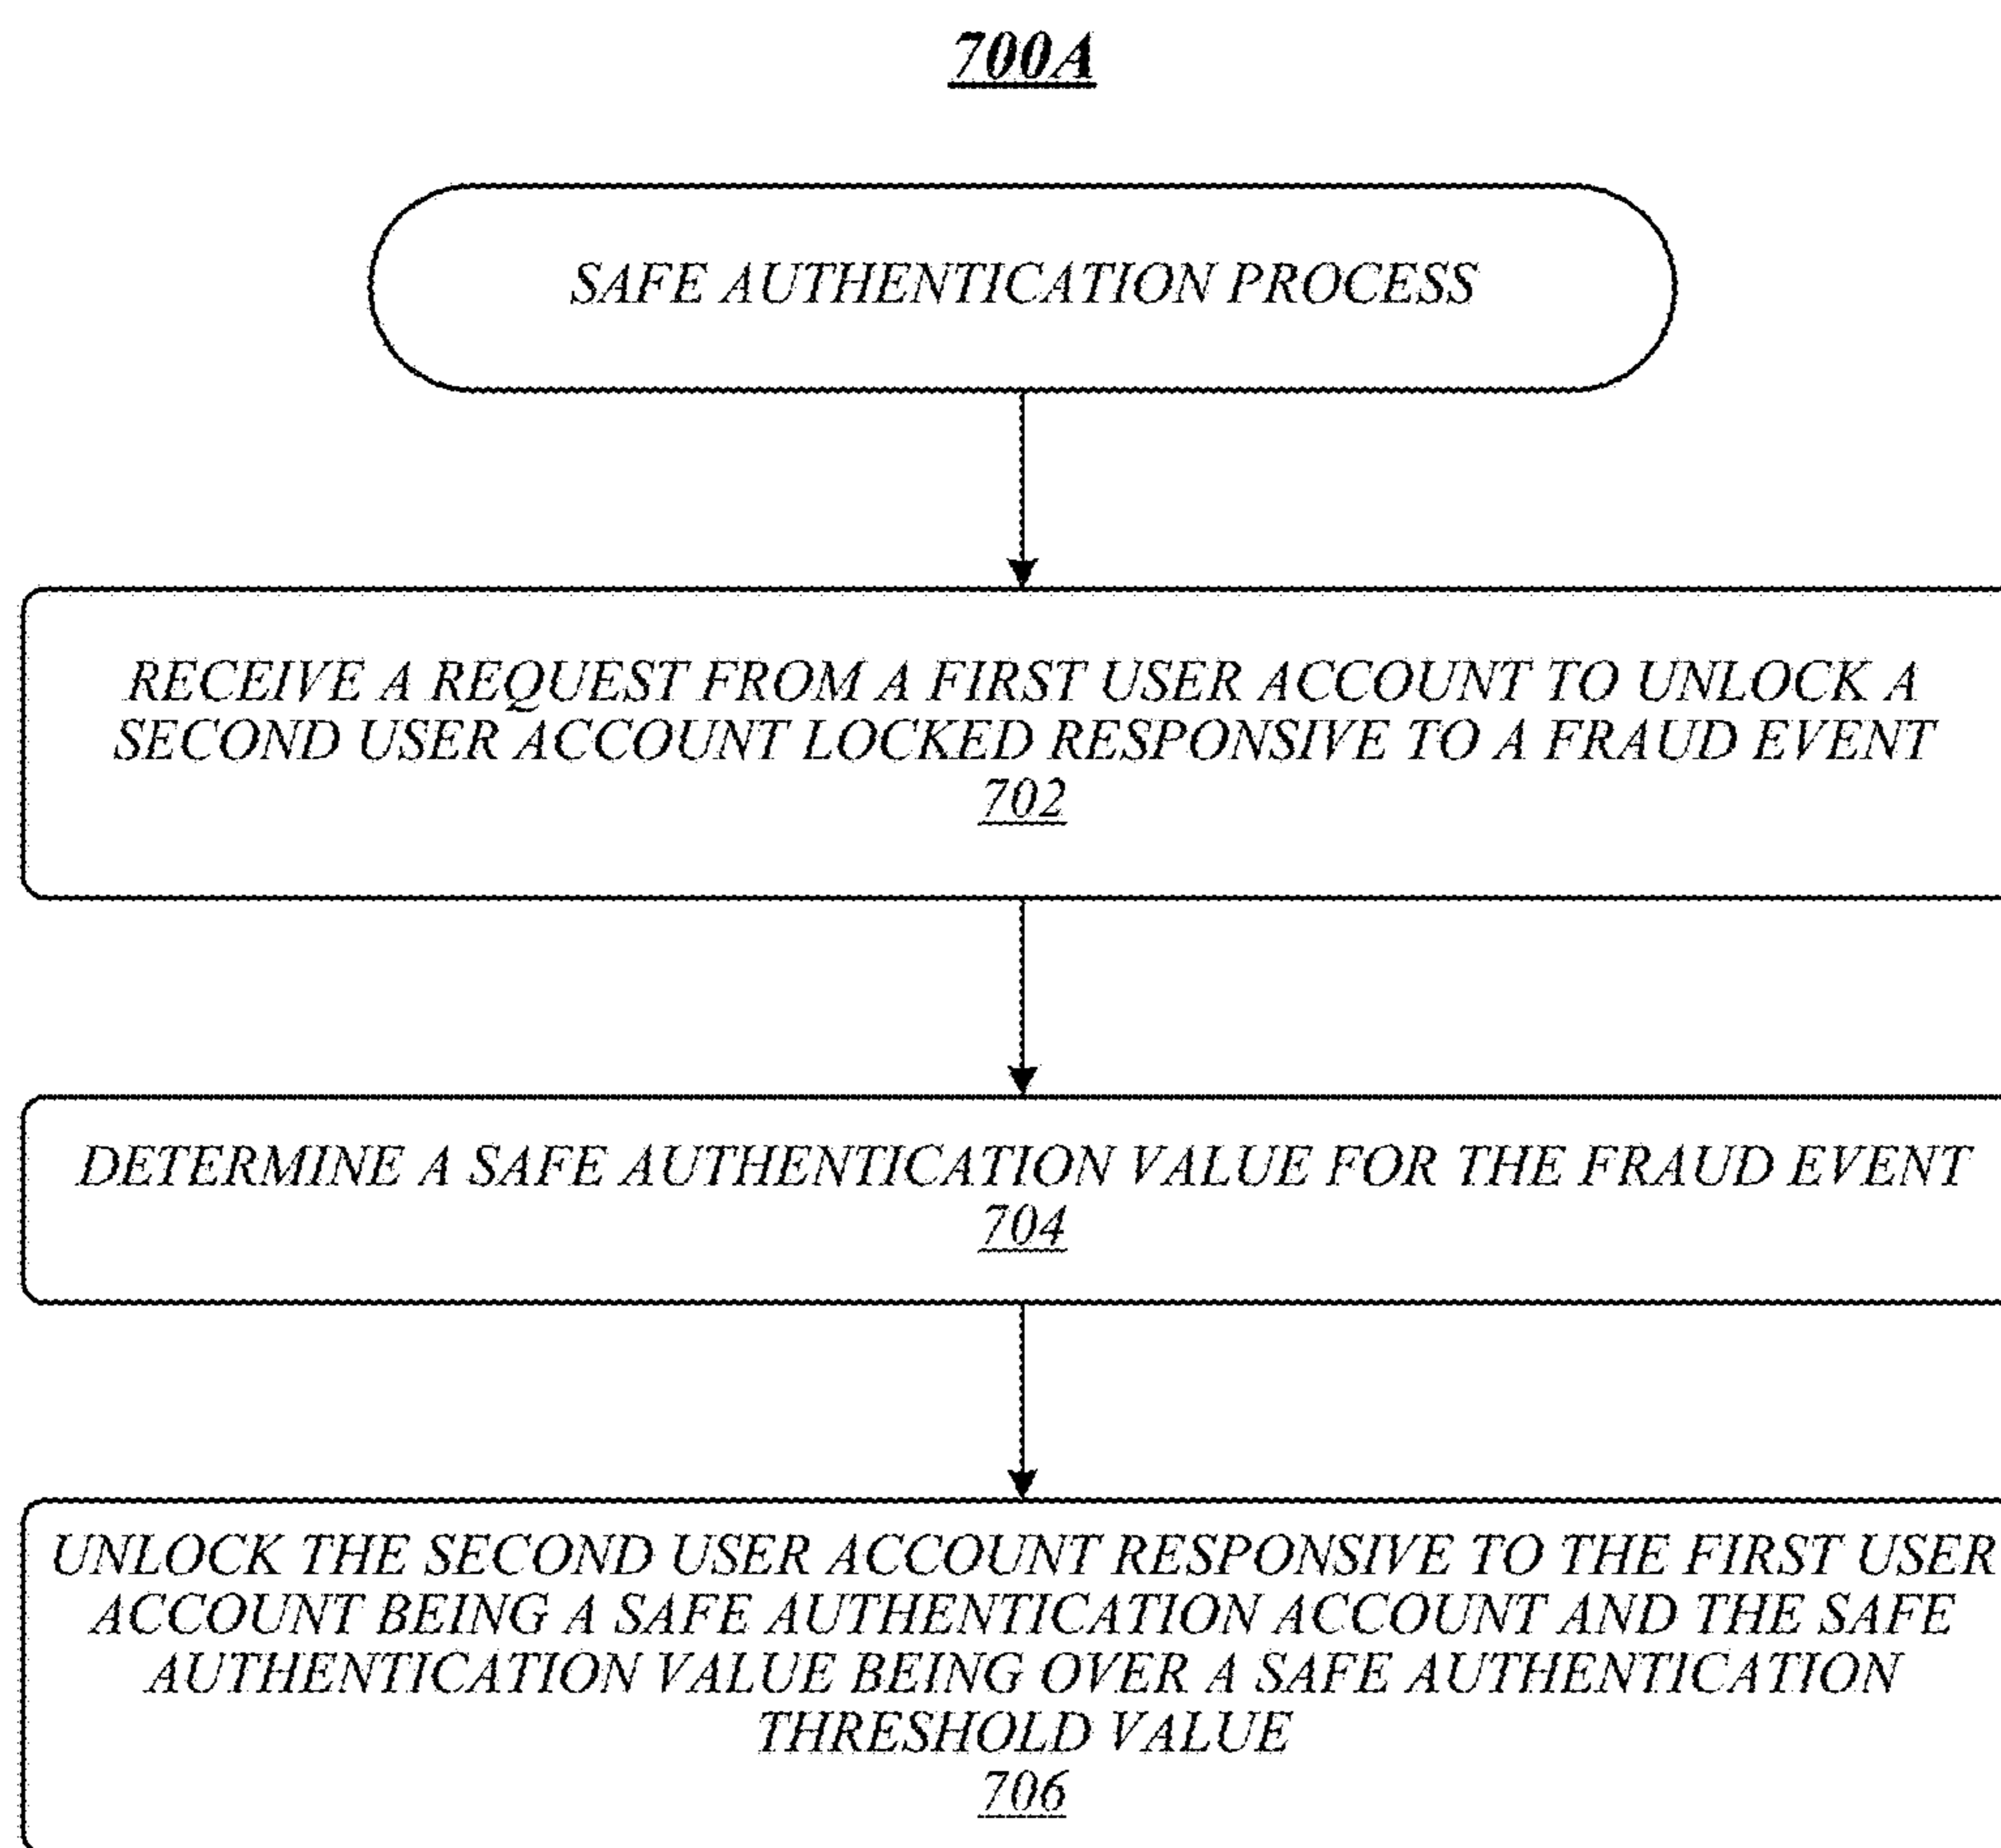 700A
SAFE AUTHENTICATION PROCESS
RECEIVE A REQUEST FROM A FIRST USER ACCOUNT TO UNLOCK A
SECOND USER ACCOUNT LOCKED RESPONSIVE TO A FRAUD EVENT
702
DETERMINE A SAFE AUTHENTICATION VALUE FOR THE FRAUD EVENT
704
UNLOCK THE SECOND USER ACCOUNT RESPONSIVE TO THE FIRST USER
ACCOUNT BEING A SAFE AUTHENTICATION ACCOUNT AND THE SAFE
AUTHENTICATION VALUE BEING OVER A SAFE AUTHENTICATION
THRESHOLD VALUE
706